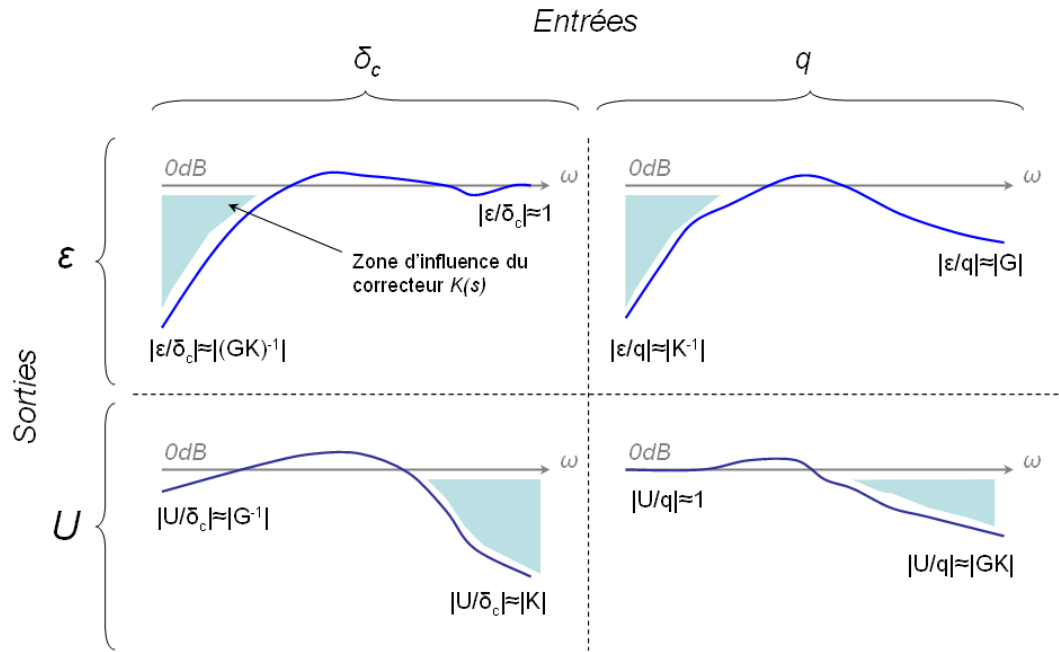 Entrées
δc
q
Sorties
ε
0dB
ω
|ε/δc|≈1
Zone d'influence du
correcteur K(s)
|ε/δc|≈|(GK)-1|
0dB
ω
|ε/q|≈|G|
|ε/q|≈|K-1|
U
0dB
ω
|U/δc|≈|G-1|
|U/δc|≈|K|
0dB
ω
|U/q|≈1
|U/q|≈|GK|